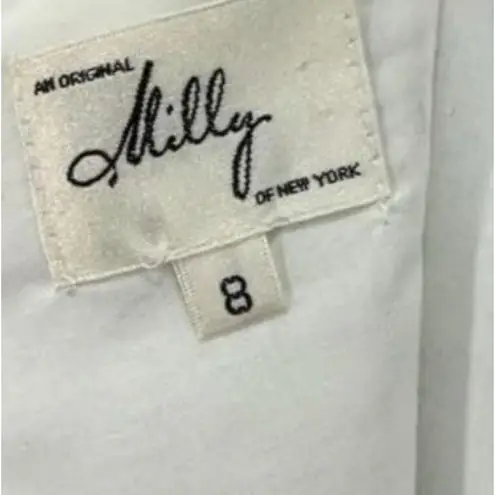 AN ORIGINAL
Milly
OF NEW YORK
8